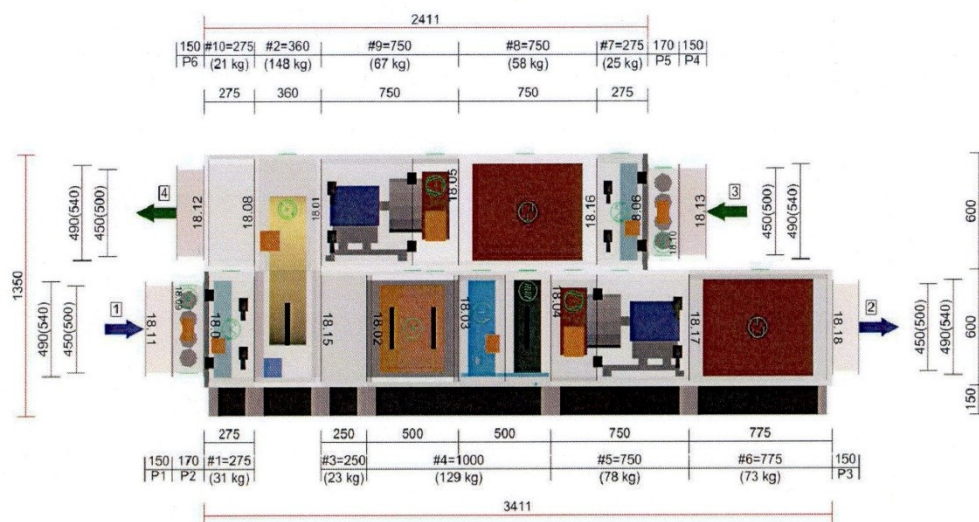 2411
150 #10=275 #2=360 #9=750 #8=750 #7=275 170 150
P6 (21 kg) (148 kg) (67 kg) (58 kg) (25 kg) P5 P4
275 360 750 750 275
490(540) 450(500) 4 18.12 18.08 18.01 18.05 18.16 18.06 18.10 18.13 3 450(500) 490(540) 600
1350
490(540) 450(500) 1 18.11 18.09 18.15 18.02 18.03 18.04 18.17 18.18 2 450(500) 490(540) 600
150
275 250 500 500 750 775
150 170 #1=275 #3=250 #4=1000 #5=750 #6=775 150
P1 P2 (31 kg) (23 kg) (129 kg) (78 kg) (73 kg) P3
3411